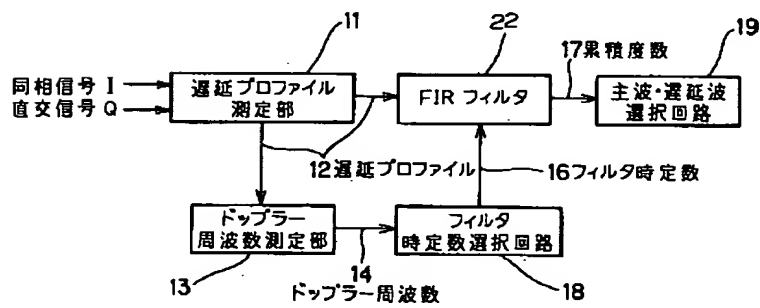 11
22
17累積度数
19
同相信号 I
直交信号 Q
遅延プロファイル
測定部
FIR フィルタ
主波・遅延波
選択回路
12遅延プロファイル
16フィルタ時定数
ドップラー
周波数測定部
フィルタ
時定数選択回路
13
14
18
ドップラー周波数